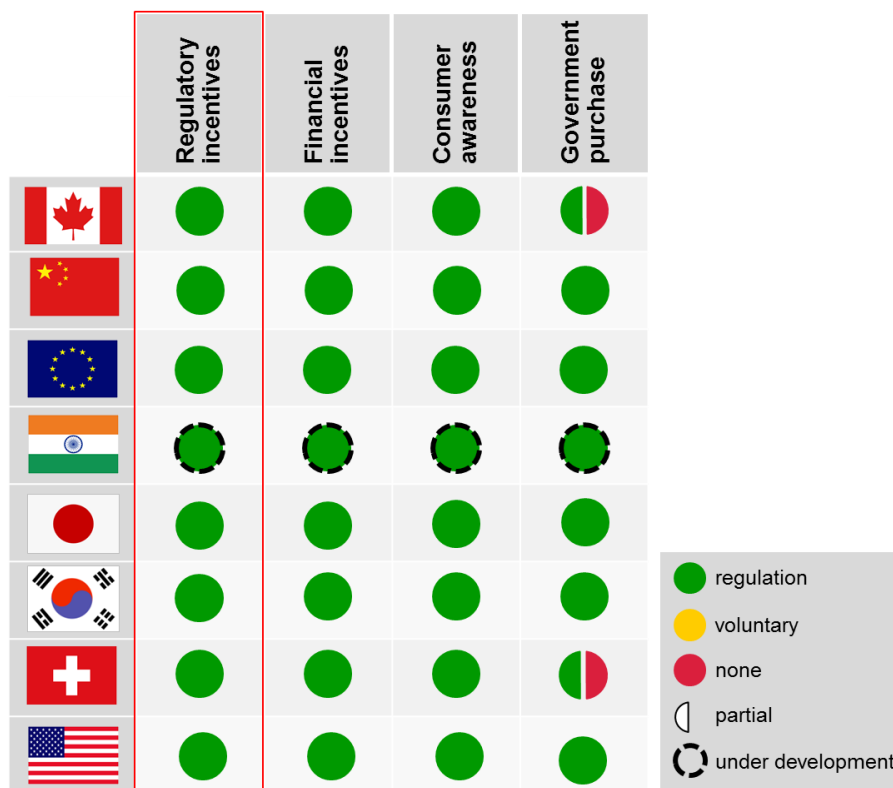 Regulatory
incentives
Financial
incentives
Consumer
awareness
Government
purchase
regulation
voluntary
none
partial
under development